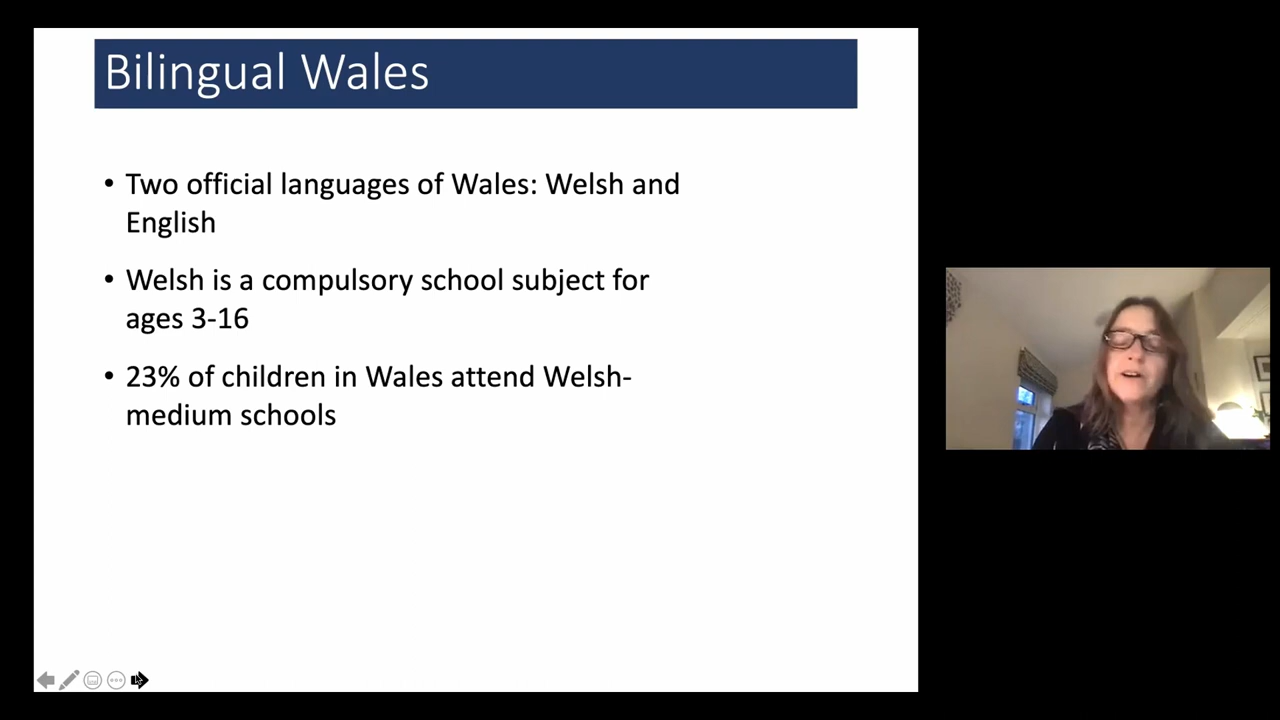 Bilingual Wales
• Two official languages of Wales: Welsh and
English
• Welsh is a compulsory school subject for
ages 3-16
• 23% of children in Wales attend Welsh-
medium schools